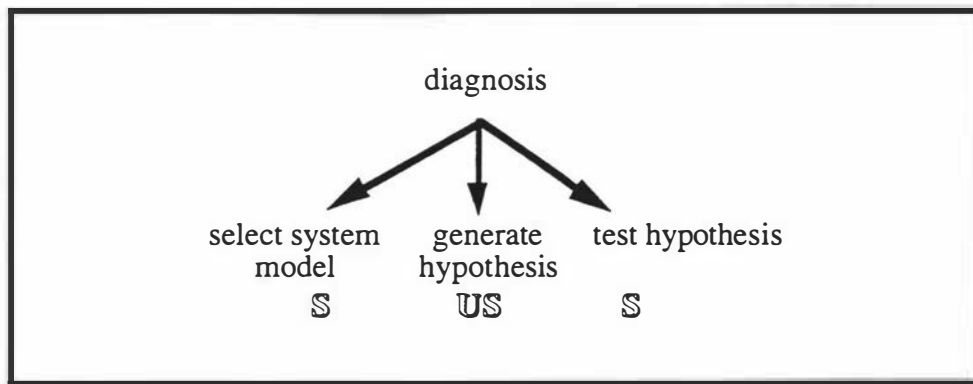 diagnosis
select system generate test hypothesis
model hypothesis
𝕊 𝕌𝕊 𝕊